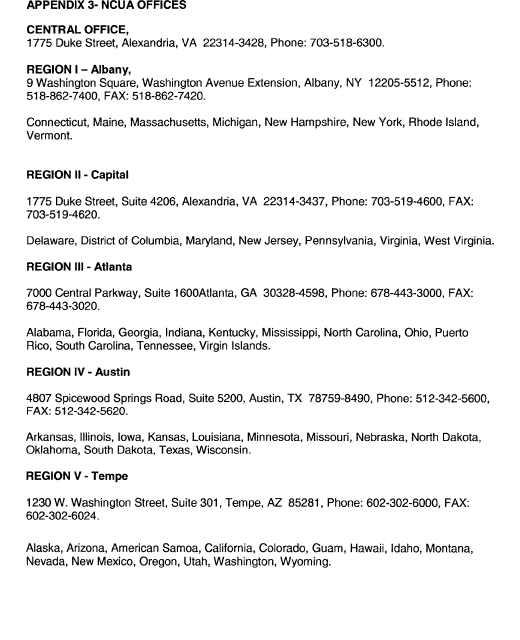 APPENDIX 3- NCUA OFFICES
CENTRAL OFFICE,
1775 Duke Street, Alexandria, VA  22314-3428, Phone: 703-518-6300.
REGION I – Albany,
9 Washington Square, Washington Avenue Extension, Albany, NY  12205-5512, Phone:
518-862-7400, FAX: 518-862-7420.
Connecticut, Maine, Massachusetts, Michigan, New Hampshire, New York, Rhode Island,
Vermont.
REGION II - Capital
1775 Duke Street, Suite 4206, Alexandria, VA  22314-3437, Phone: 703-519-4600, FAX:
703-519-4620.
Delaware, District of Columbia, Maryland, New Jersey, Pennsylvania, Virginia, West Virginia.
REGION III - Atlanta
7000 Central Parkway, Suite 1600Atlanta, GA  30328-4598, Phone: 678-443-3000, FAX:
678-443-3020.
Alabama, Florida, Georgia, Indiana, Kentucky, Mississippi, North Carolina, Ohio, Puerto
Rico, South Carolina, Tennessee, Virgin Islands.
REGION IV - Austin
4807 Spicewood Springs Road, Suite 5200, Austin, TX  78759-8490, Phone: 512-342-5600,
FAX: 512-342-5620.
Arkansas, Illinois, Iowa, Kansas, Louisiana, Minnesota, Missouri, Nebraska, North Dakota,
Oklahoma, South Dakota, Texas, Wisconsin.
REGION V - Tempe
1230 W. Washington Street, Suite 301, Tempe, AZ  85281, Phone: 602-302-6000, FAX:
602-302-6024.
Alaska, Arizona, American Samoa, California, Colorado, Guam, Hawaii, Idaho, Montana,
Nevada, New Mexico, Oregon, Utah, Washington, Wyoming.